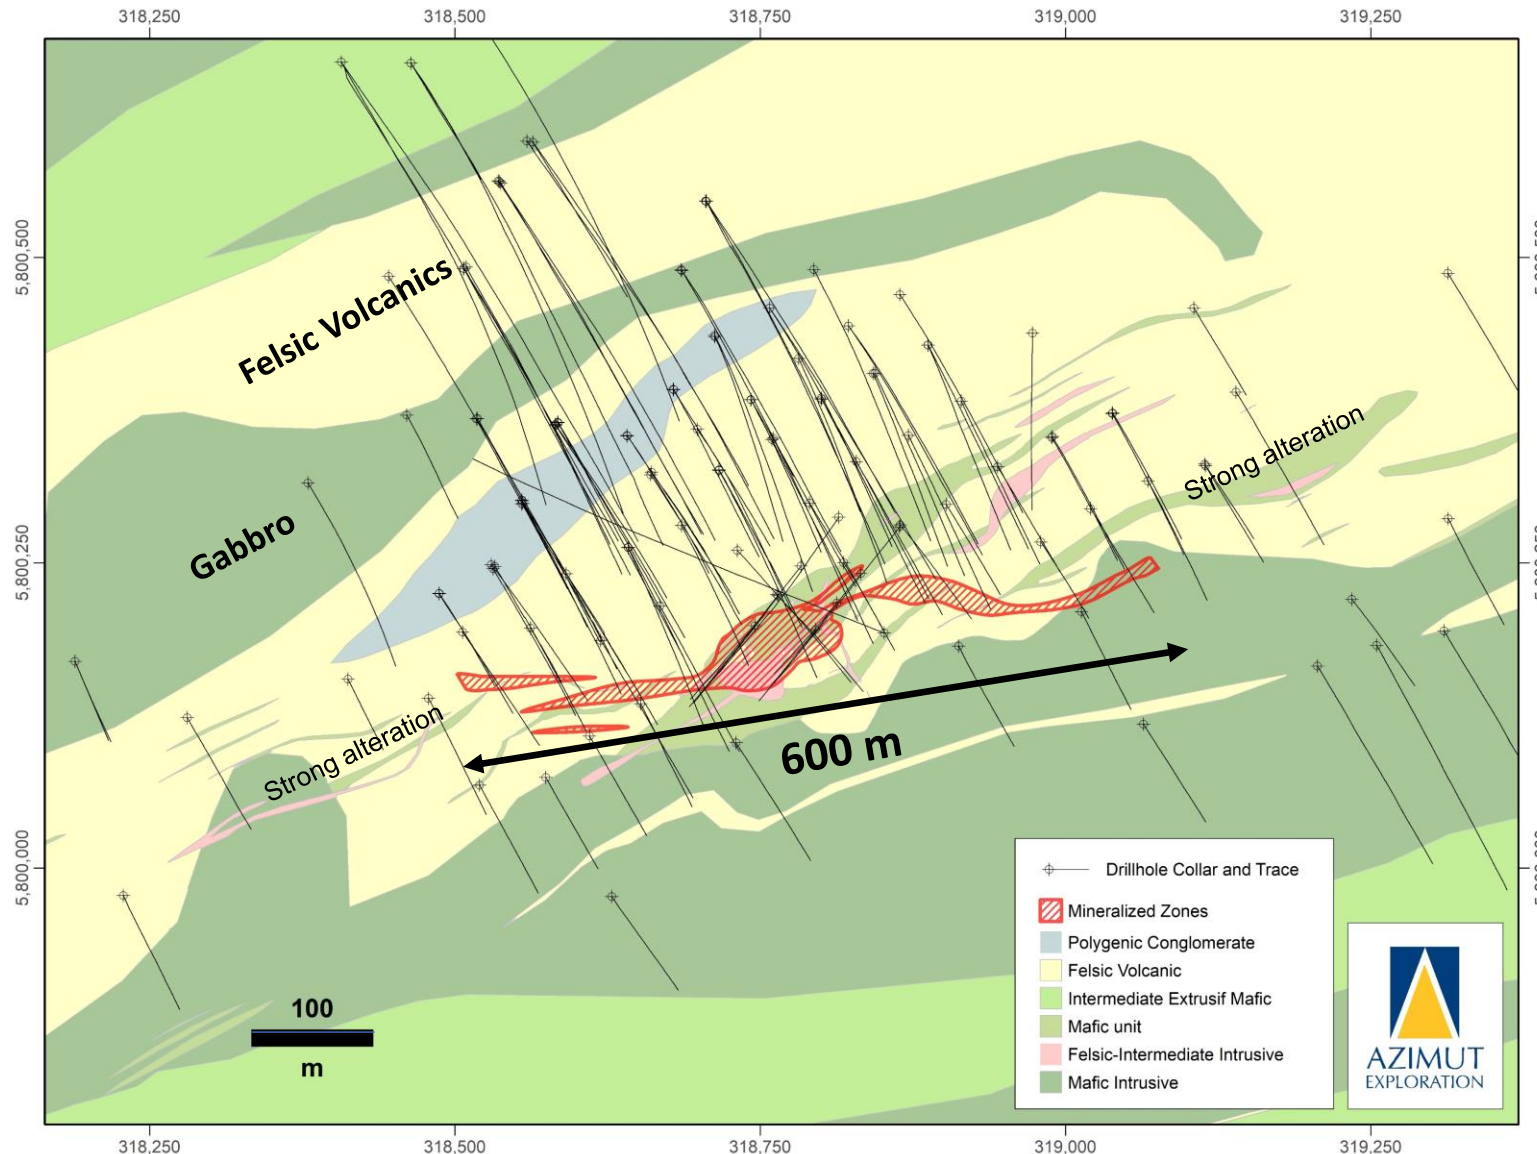 318,250 318,500 318,750 319,000 319,250
5,800,500
Felsic Volcanics
Strong alteration
Gabbro
5,800,250
Strong alteration
600 m
5,800,000
Drillhole Collar and Trace
Mineralized Zones
Polygenic Conglomerate
Felsic Volcanic
Intermediate Extrusif Mafic
Mafic unit
Felsic-Intermediate Intrusive
Mafic Intrusive
100
m
AZIMUT
EXPLORATION
318,250 318,500 318,750 319,000 319,250